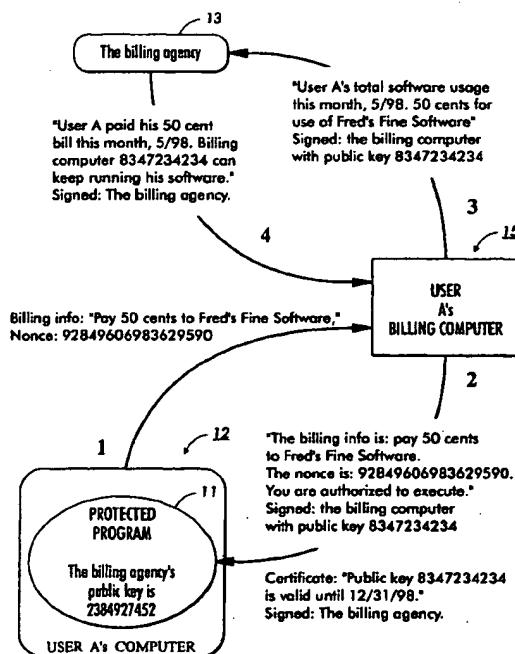 13
The billing agency
"User A's total software usage
this month, 5/98. 50 cents for
use of Fred's Fine Software"
Signed: the billing computer
with public key 8347234234
"User A paid his 50 cent
bill this month, 5/98. Billing
computer 8347234234 can
keep running his software."
Signed: The billing agency.
3
4
15
USER
A's
BILLING COMPUTER
Billing info: "Pay 50 cents to Fred's Fine Software,"
Nonce: 92849606983629590
2
1
12
"The billing info is: pay 50 cents
to Fred's Fine Software.
The nonce is: 92849606983629590.
You are authorized to execute."
Signed: the billing computer
with public key 8347234234
11
PROTECTED
PROGRAM
The billing agency's
public key is
2384927452
Certificate: "Public key 8347234234
is valid until 12/31/98."
Signed: The billing agency.
USER A's COMPUTER